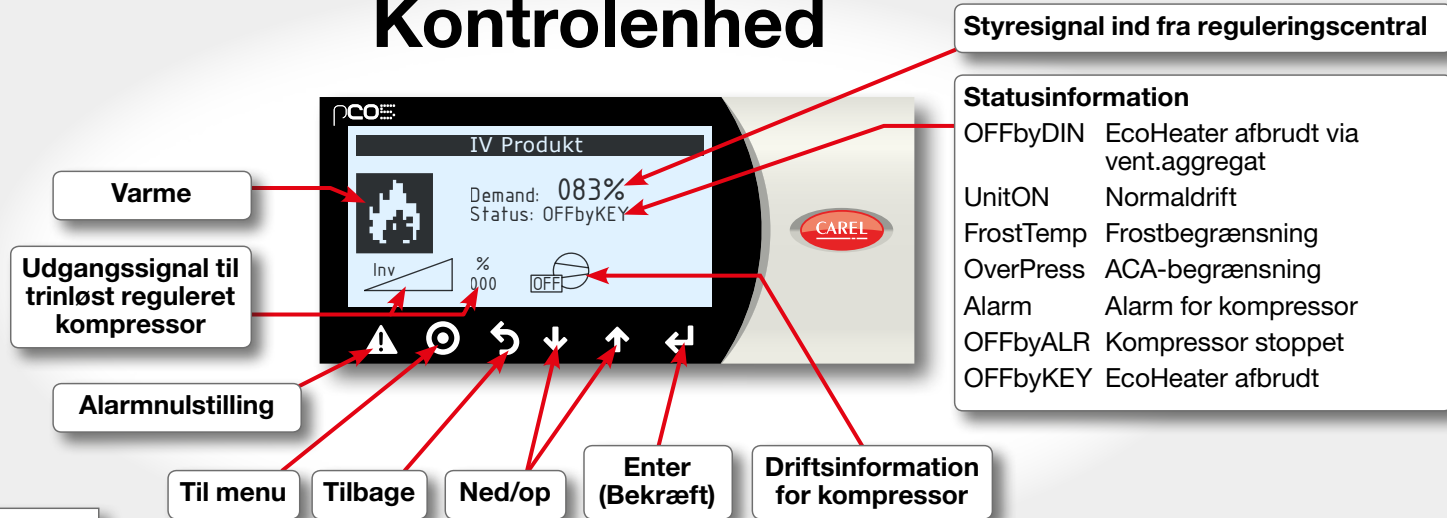 Kontrolenhed
Styresignal ind fra reguleringscentral
Statusinformation
OFFbyDIN EcoHeater afbrudt via
vent.aggregat
UnitON Normaldrift
FrostTemp Frostbegrænsning
OverPress ACA-begrænsning
Alarm Alarm for kompressor
OFFbyALR Kompressor stoppet
OFFbyKEY EcoHeater afbrudt
pCO
IV Produkt
Demand: 083%
Status: OFFbyKEY
Inv
%
000
OFF
CAREL
Varme
Udgangssignal til
trinløst reguleret
kompressor
Alarmnulstilling
Til menu
Tilbage
Ned/op
Enter
(Bekræft)
Driftsinformation
for kompressor